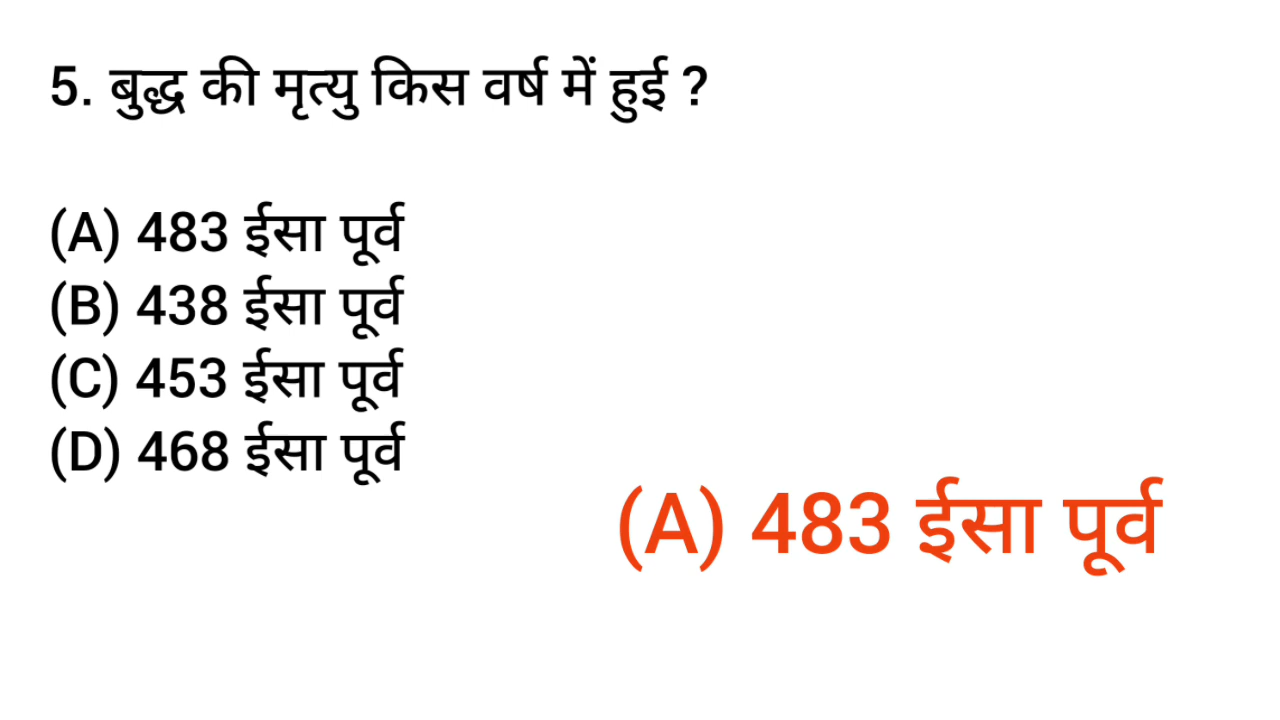 5. बुद्ध की मृत्यु किस वर्ष में हुई ?
(A) 483 ईसा पूर्व
(B) 438 ईसा पूर्व
(C) 453 ईसा पूर्व
(D) 468 ईसा पूर्व
(A) 483 ईसा पूर्व